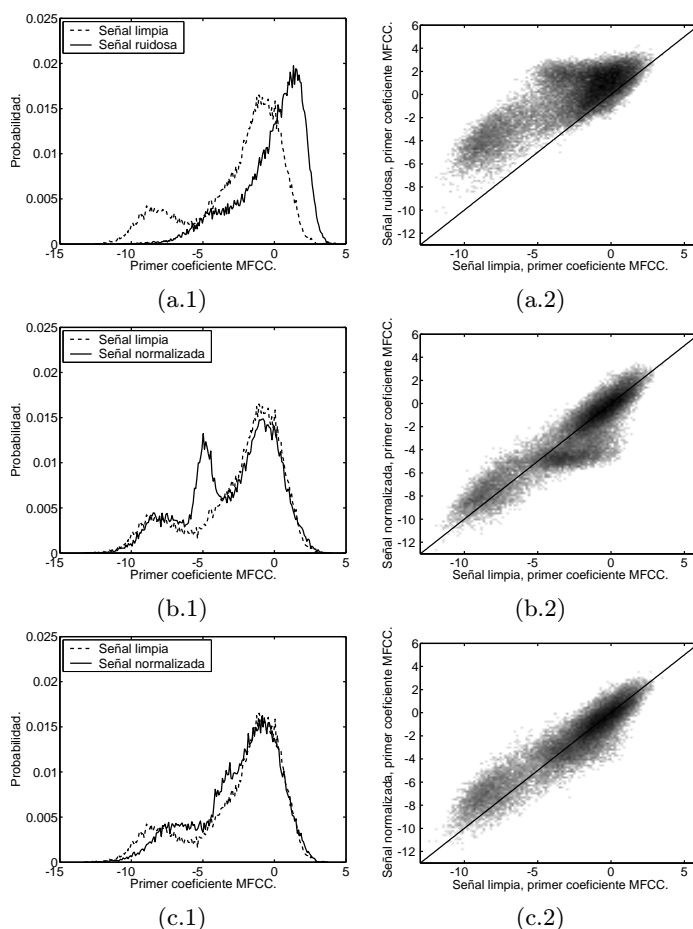 0.025
0.02
0.015
0.01
0.005
0
Probabilidad.
Señal limpia
Señal ruidosa
-15 -10 -5 0 5
Primer coeficiente MFCC.
(a.1)
Señal ruidosa, primer coeficiente MFCC.
6
4
2
0
-2
-4
-6
-8
-10
-12
-10 -5 0 5
Señal limpia, primer coeficiente MFCC.
(a.2)
0.025
0.02
0.015
0.01
0.005
0
Probabilidad.
Señal limpia
Señal normalizada
-15 -10 -5 0 5
Primer coeficiente MFCC.
(b.1)
Señal normalizada, primer coeficiente MFCC.
6
4
2
0
-2
-4
-6
-8
-10
-12
-10 -5 0 5
Señal limpia, primer coeficiente MFCC.
(b.2)
0.025
0.02
0.015
0.01
0.005
0
Probabilidad.
Señal limpia
Señal normalizada
-15 -10 -5 0 5
Primer coeficiente MFCC.
(c.1)
Señal normalizada, primer coeficiente MFCC.
6
4
2
0
-2
-4
-6
-8
-10
-12
-10 -5 0 5
Señal limpia, primer coeficiente MFCC.
(c.2)